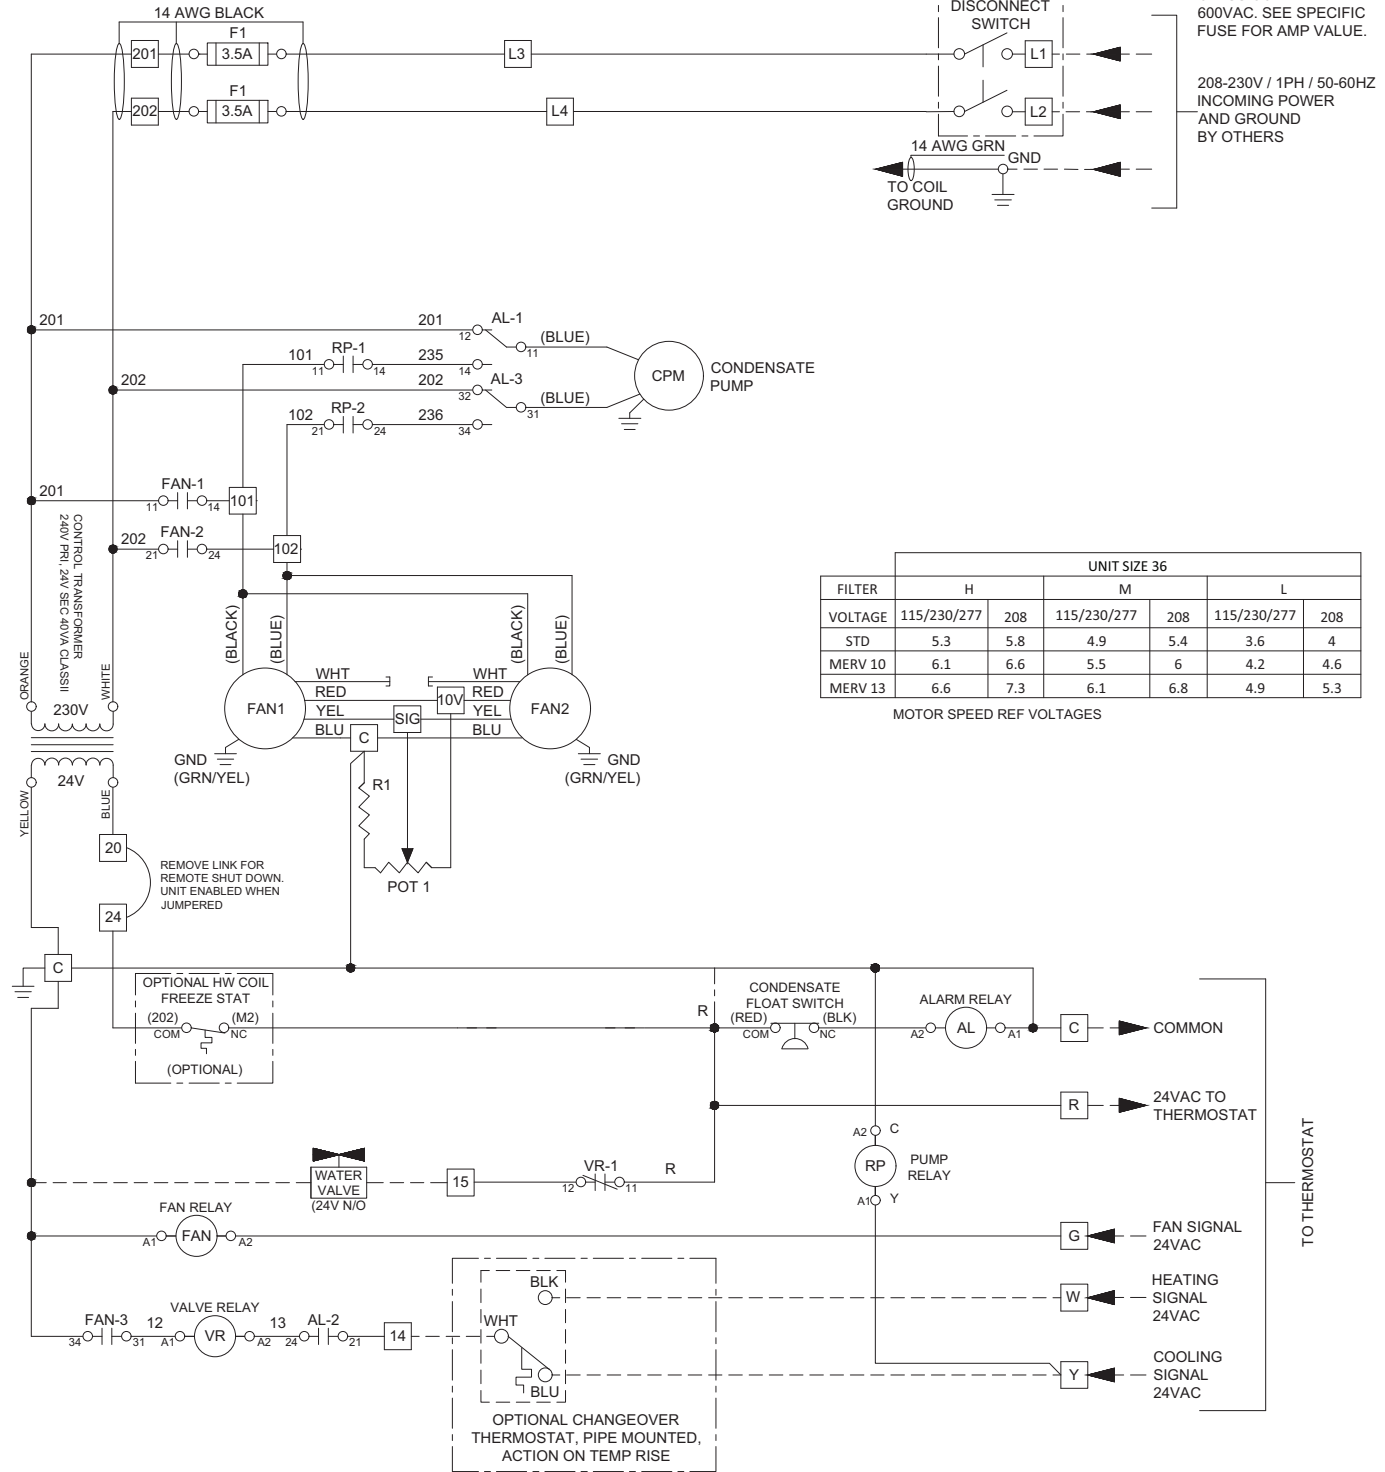 14 AWG BLACK
DISCONNECT
SWITCH
600VAC. SEE SPECIFIC
FUSE FOR AMP VALUE.
201
F1
3.5A
L3
L1
202
F1
3.5A
L4
L2
208-230V / 1PH / 50-60HZ
INCOMING POWER
AND GROUND
BY OTHERS
14 AWG GRN
GND
TO COIL
GROUND
201
201
12
AL-1
11
(BLUE)
101
RP-1
11
14
235
14
CPM
CONDENSATE
PUMP
202
202
32
AL-3
31
(BLUE)
102
RP-2
21
24
236
34
201
FAN-1
11
14
101
202
FAN-2
21
24
102
CONTROL TRANSFORMER
240V PRI, 24V SEC 40VA CLASSII
(BLACK)
(BLUE)
(BLACK)
(BLUE)
UNIT SIZE 36
FILTER H M L
VOLTAGE 115/230/277 208 115/230/277 208 115/230/277 208
STD 5.3 5.8 4.9 5.4 3.6 4
MERV 10 6.1 6.6 5.5 6 4.2 4.6
MERV 13 6.6 7.3 6.1 6.8 4.9 5.3
MOTOR SPEED REF VOLTAGES
ORANGE
WHITE
230V
FAN1
WHT
RED
YEL
BLU
SIG
C
10V
WHT
RED
YEL
BLU
FAN2
GND
(GRN/YEL)
GND
(GRN/YEL)
24V
YELLOW
BLUE
R1
POT 1
20
REMOVE LINK FOR
REMOTE SHUT DOWN.
UNIT ENABLED WHEN
JUMPERED
24
C
OPTIONAL HW COIL
FREEZE STAT
(202)
(M2)
COM
NC
(OPTIONAL)
R
CONDENSATE
FLOAT SWITCH
(RED)
(BLK)
COM
NC
ALARM RELAY
A2
AL
A1
C
COMMON
R
24VAC TO
THERMOSTAT
A2
C
RP
PUMP
RELAY
A1
Y
WATER
VALVE
(24V N/O
15
VR-1
12
11
R
TO THERMOSTAT
FAN RELAY
A1
FAN
A2
G
FAN SIGNAL
24VAC
BLK
W
HEATING
SIGNAL
24VAC
FAN-3
34
31
12
VALVE RELAY
A1
VR
A2
13
AL-2
24
21
14
WHT
BLU
Y
COOLING
SIGNAL
24VAC
OPTIONAL CHANGEOVER
THERMOSTAT, PIPE MOUNTED,
ACTION ON TEMP RISE